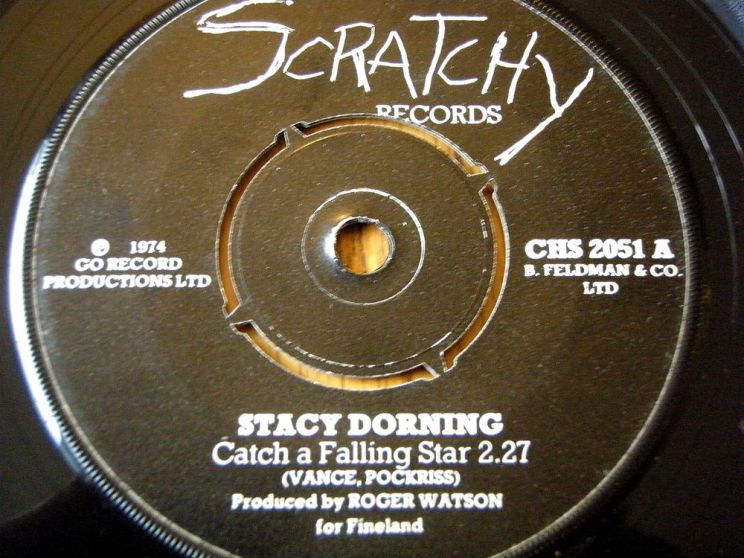 SCRATCHY
RECORDS
℗ 1974
GO RECORD
PRODUCTIONS LTD
CHS 2051 A
B. FELDMAN & CO.
LTD
STACY DORNING
Catch a Falling Star 2.27
(VANCE, POCKRISS)
Produced by ROGER WATSON
for Fineland